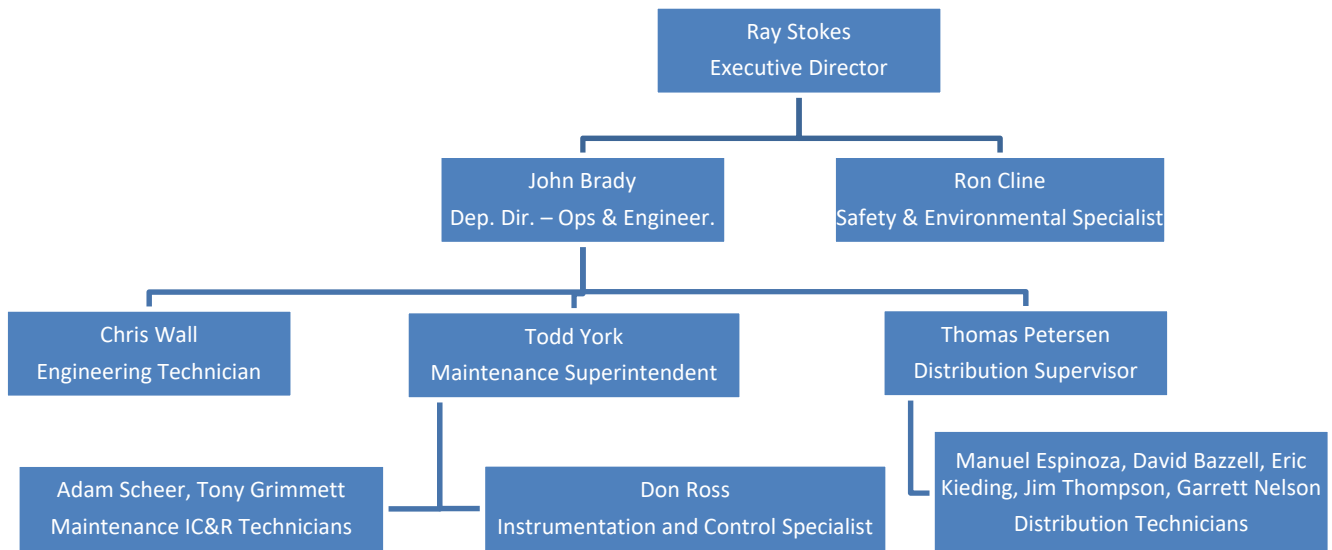 Ray Stokes
Executive Director
John Brady
Dep. Dir. – Ops & Engineer.
Ron Cline
Safety & Environmental Specialist
Chris Wall
Engineering Technician
Todd York
Maintenance Superintendent
Thomas Petersen
Distribution Supervisor
Adam Scheer, Tony Grimmett
Maintenance IC&R Technicians
Don Ross
Instrumentation and Control Specialist
Manuel Espinoza, David Bazzell, Eric
Kieding, Jim Thompson, Garrett Nelson
Distribution Technicians